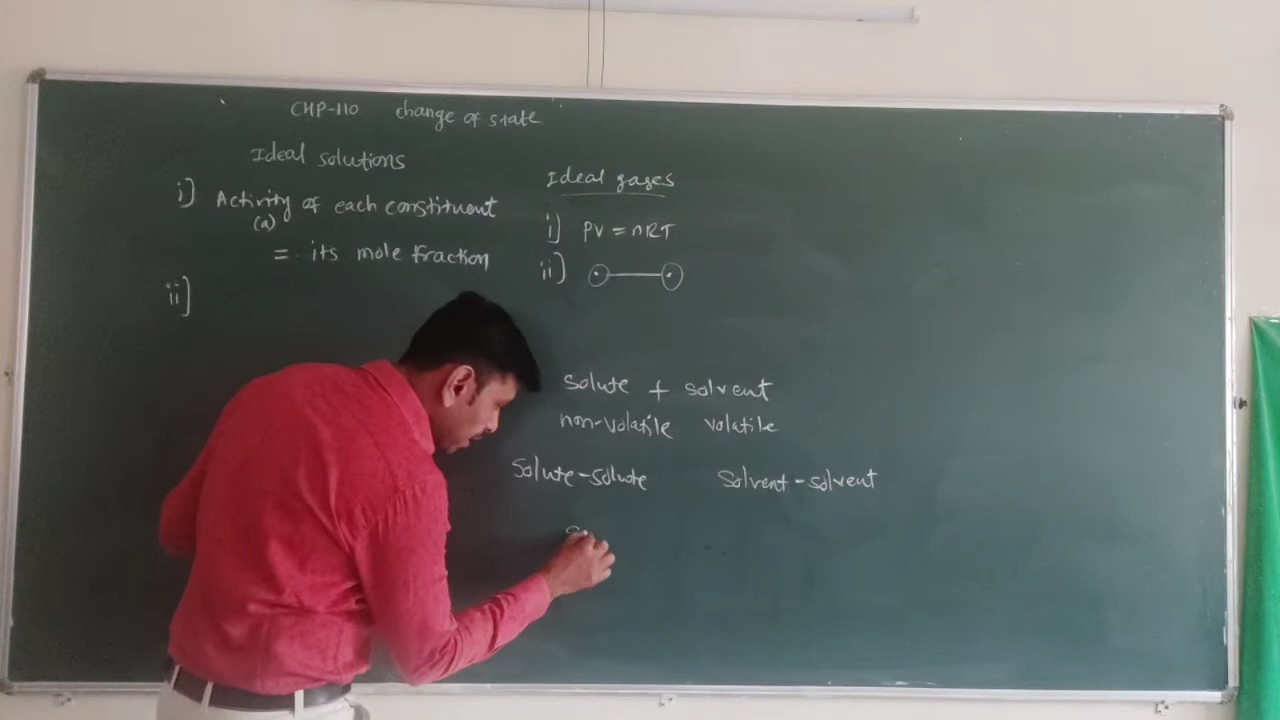 CHP-110 change of state
Ideal solutions
i] Activity of each constituent
(a)
= its mole fraction
ii]
Ideal gases
i] PV = nRT
ii]
solute + solvent
non-volatile volatile
Solute-solute Solvent-solvent
S